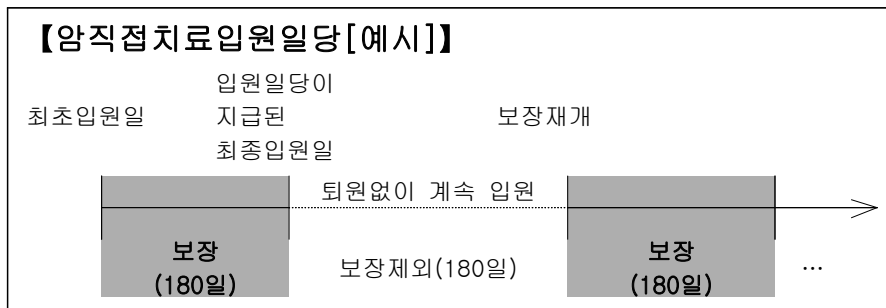 【암직접치료입원일당[예시]】
최초입원일
입원일당이
지급된
최종입원일
보장재개
퇴원없이 계속 입원
보장
(180일)
보장제외(180일)
보장
(180일)
...